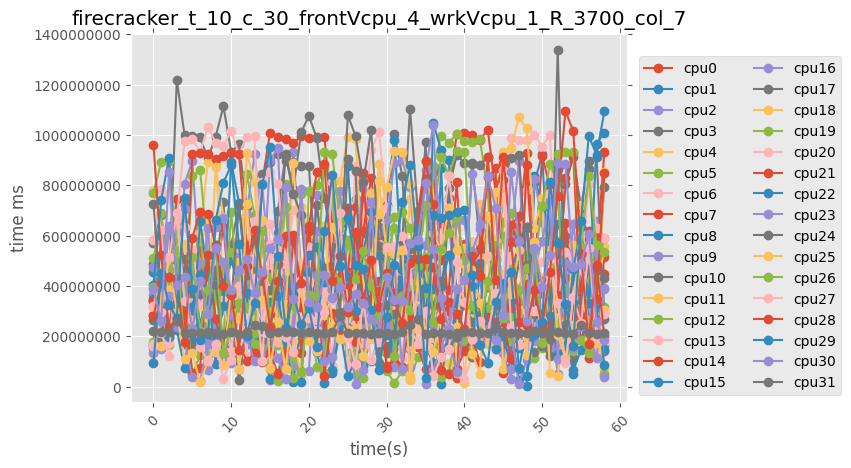 firecracker_t_10_c_30_frontVcpu_4_wrkVcpu_1_R_3700_col_7
1400000000
1200000000
1000000000
800000000
600000000
400000000
200000000
0
time ms
0
10
20
30
40
50
60
time(s)
cpu0
cpu1
cpu2
cpu3
cpu4
cpu5
cpu6
cpu7
cpu8
cpu9
cpu10
cpu11
cpu12
cpu13
cpu14
cpu15
cpu16
cpu17
cpu18
cpu19
cpu20
cpu21
cpu22
cpu23
cpu24
cpu25
cpu26
cpu27
cpu28
cpu29
cpu30
cpu31